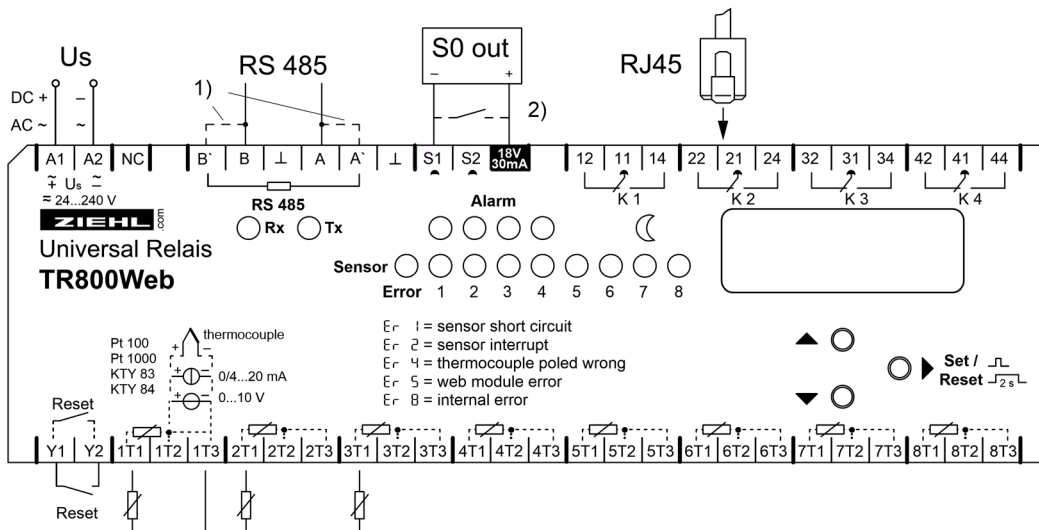 Us
RS 485
S0 out
RJ45
DC + –
AC ~ ~
1)
– +
2)
A1 A2 NC B` B ⊥ A A` ⊥ S1 S2 18V 30mA 12 11 14 22 21 24 32 31 34 42 41 44
≂ Us ≂
+ –
= 24...240 V
K 1 K 2 K 3 K 4
ZIEHL.com
RS 485
Rx Tx
Alarm
Universal Relais
TR800Web
Sensor
Error 1 2 3 4 5 6 7 8
Er 1 = sensor short circuit
Er 2 = sensor interrupt
Er 4 = thermocouple poled wrong
Er 5 = web module error
Er 8 = internal error
thermocouple
+ –
Pt 100
Pt 1000
KTY 83
KTY 84
+ – 0/4...20 mA
+ – 0...10 V
Set /
Reset 2 s
Reset
Y1 Y2 1T1 1T2 1T3 2T1 2T2 2T3 3T1 3T2 3T3 4T1 4T2 4T3 5T1 5T2 5T3 6T1 6T2 6T3 7T1 7T2 7T3 8T1 8T2 8T3
Reset